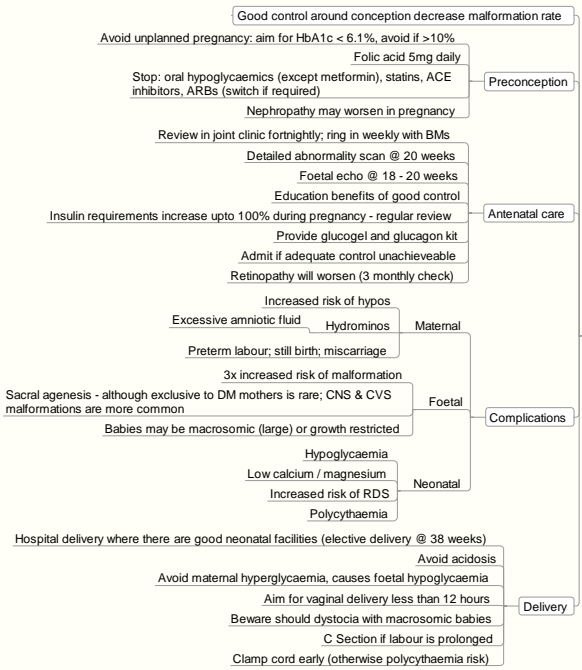 Good control around conception decrease malformation rate
Avoid unplanned pregnancy: aim for HbA1c < 6.1%, avoid if >10%
Folic acid 5mg daily
Stop: oral hypoglycaemics (except metformin), statins, ACE
inhibitors, ARBs (switch if required)
Nephropathy may worsen in pregnancy
Preconception
Review in joint clinic fortnightly; ring in weekly with BMs
Detailed abnormality scan @ 20 weeks
Foetal echo @ 18 - 20 weeks
Education benefits of good control
Insulin requirements increase upto 100% during pregnancy - regular review
Provide glucogel and glucagon kit
Admit if adequate control unachieveable
Retinopathy will worsen (3 monthly check)
Antenatal care
Increased risk of hypos
Excessive amniotic fluid
Hydrominos
Preterm labour; still birth; miscarriage
Maternal
3x increased risk of malformation
Sacral agenesis - although exclusive to DM mothers is rare; CNS & CVS
malformations are more common
Babies may be macrosomic (large) or growth restricted
Foetal
Hypoglycaemia
Low calcium / magnesium
Increased risk of RDS
Polycythaemia
Neonatal
Complications
Hospital delivery where there are good neonatal facilities (elective delivery @ 38 weeks)
Avoid acidosis
Avoid maternal hyperglycaemia, causes foetal hypoglycaemia
Aim for vaginal delivery less than 12 hours
Beware should dystocia with macrosomic babies
C Section if labour is prolonged
Clamp cord early (otherwise polycythaemia risk)
Delivery